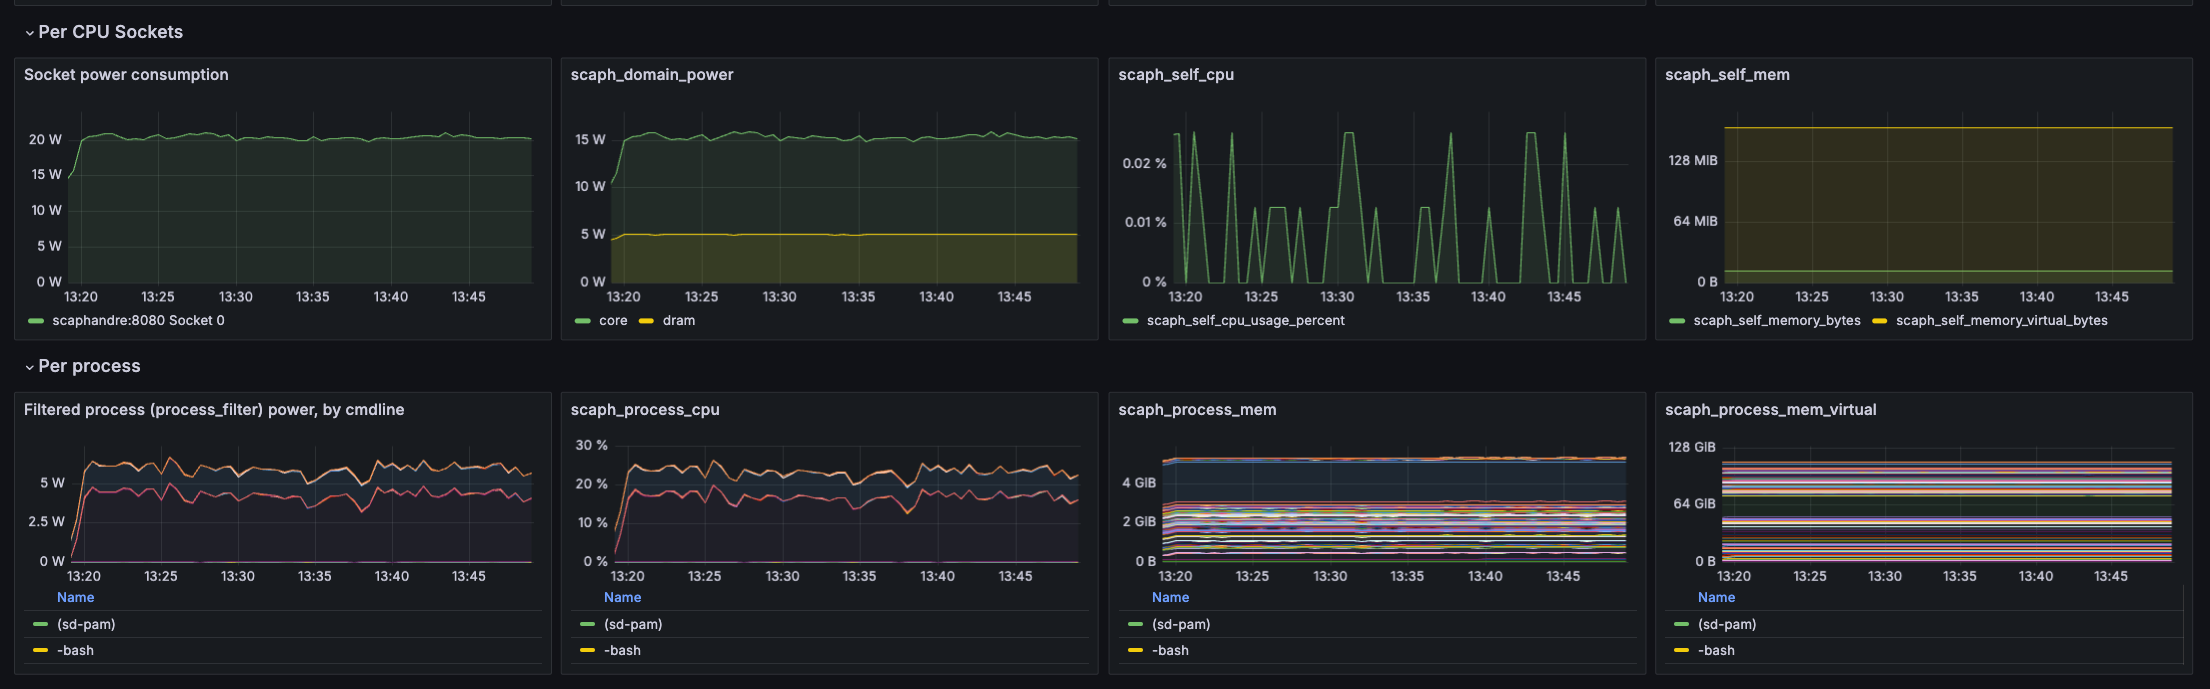 Per CPU Sockets
Socket power consumption
20 W
15 W
10 W
5 W
0 W
13:20 13:25 13:30 13:35 13:40 13:45
scaphandre:8080 Socket 0
scaph_domain_power
15 W
10 W
5 W
0 W
13:20 13:25 13:30 13:35 13:40 13:45
core dram
scaph_self_cpu
0.02 %
0.01 %
0 %
13:20 13:25 13:30 13:35 13:40 13:45
scaph_self_cpu_usage_percent
scaph_self_mem
128 MiB
64 MiB
0 B
13:20 13:25 13:30 13:35 13:40 13:45
scaph_self_memory_bytes scaph_self_memory_virtual_bytes
Per process
Filtered process (process_filter) power, by cmdline
5 W
2.5 W
0 W
13:20 13:25 13:30 13:35 13:40 13:45
Name
(sd-pam)
-bash
scaph_process_cpu
30 %
20 %
10 %
0 %
13:20 13:25 13:30 13:35 13:40 13:45
Name
(sd-pam)
-bash
scaph_process_mem
4 GiB
2 GiB
0 B
13:20 13:25 13:30 13:35 13:40 13:45
Name
(sd-pam)
-bash
scaph_process_mem_virtual
128 GiB
64 GiB
0 B
13:20 13:25 13:30 13:35 13:40 13:45
Name
(sd-pam)
-bash